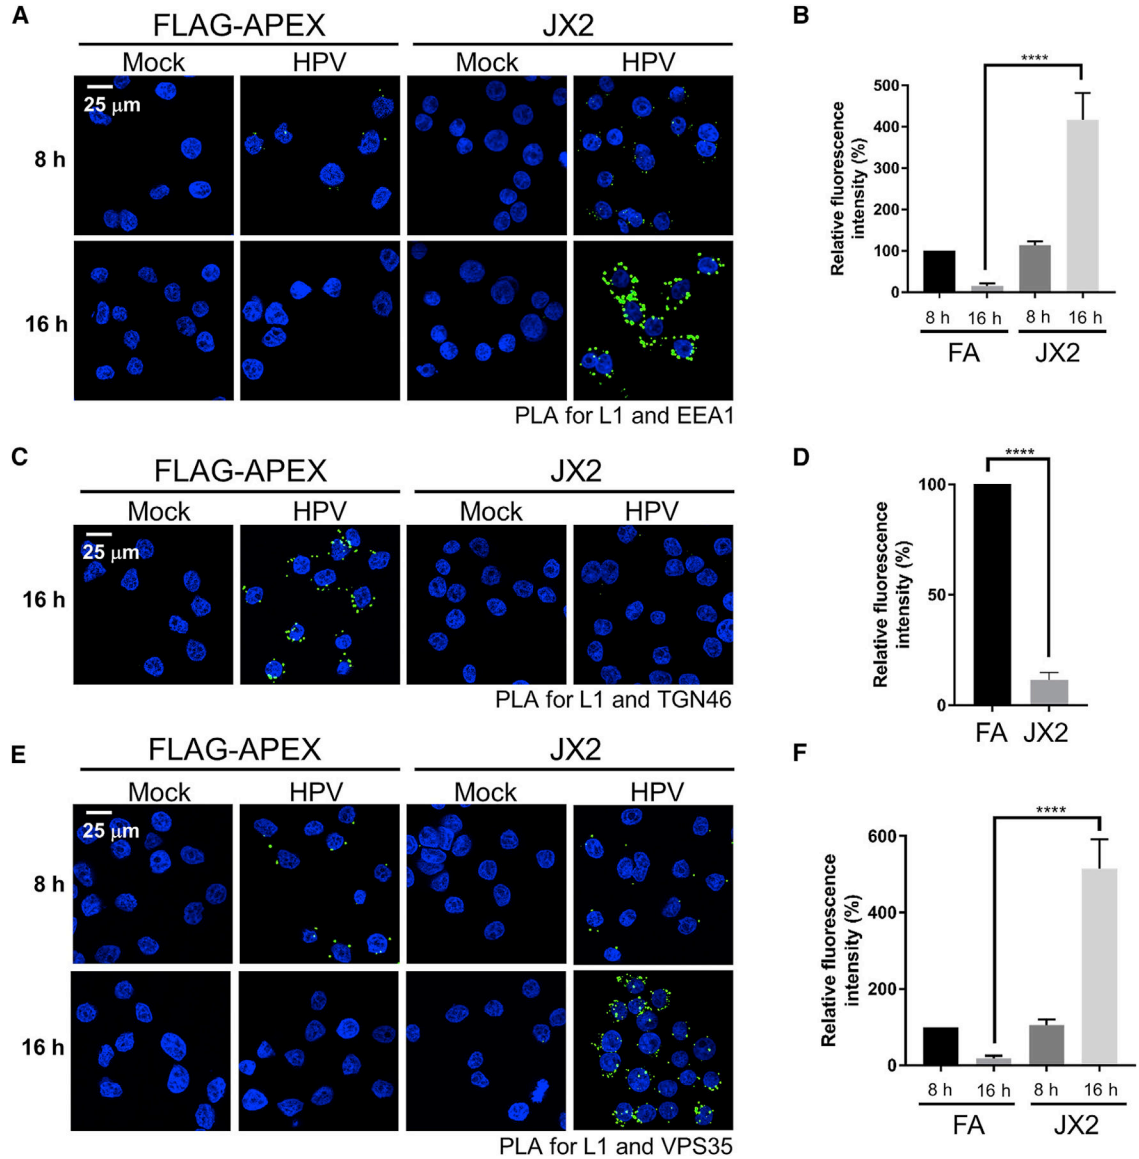 A
FLAG-APEX JX2
Mock HPV Mock HPV
25 μm
8 h
16 h
PLA for L1 and EEA1
B
****
Relative fluorescence
intensity (%)
500
400
300
200
100
0
8 h 16 h 8 h 16 h
FA JX2
C
FLAG-APEX JX2
Mock HPV Mock HPV
25 μm
16 h
PLA for L1 and TGN46
D
****
Relative fluorescence
intensity (%)
100
50
0
FA JX2
E
FLAG-APEX JX2
Mock HPV Mock HPV
25 μm
8 h
16 h
PLA for L1 and VPS35
F
****
Relative fluorescence
intensity (%)
600
400
200
0
8 h 16 h 8 h 16 h
FA JX2